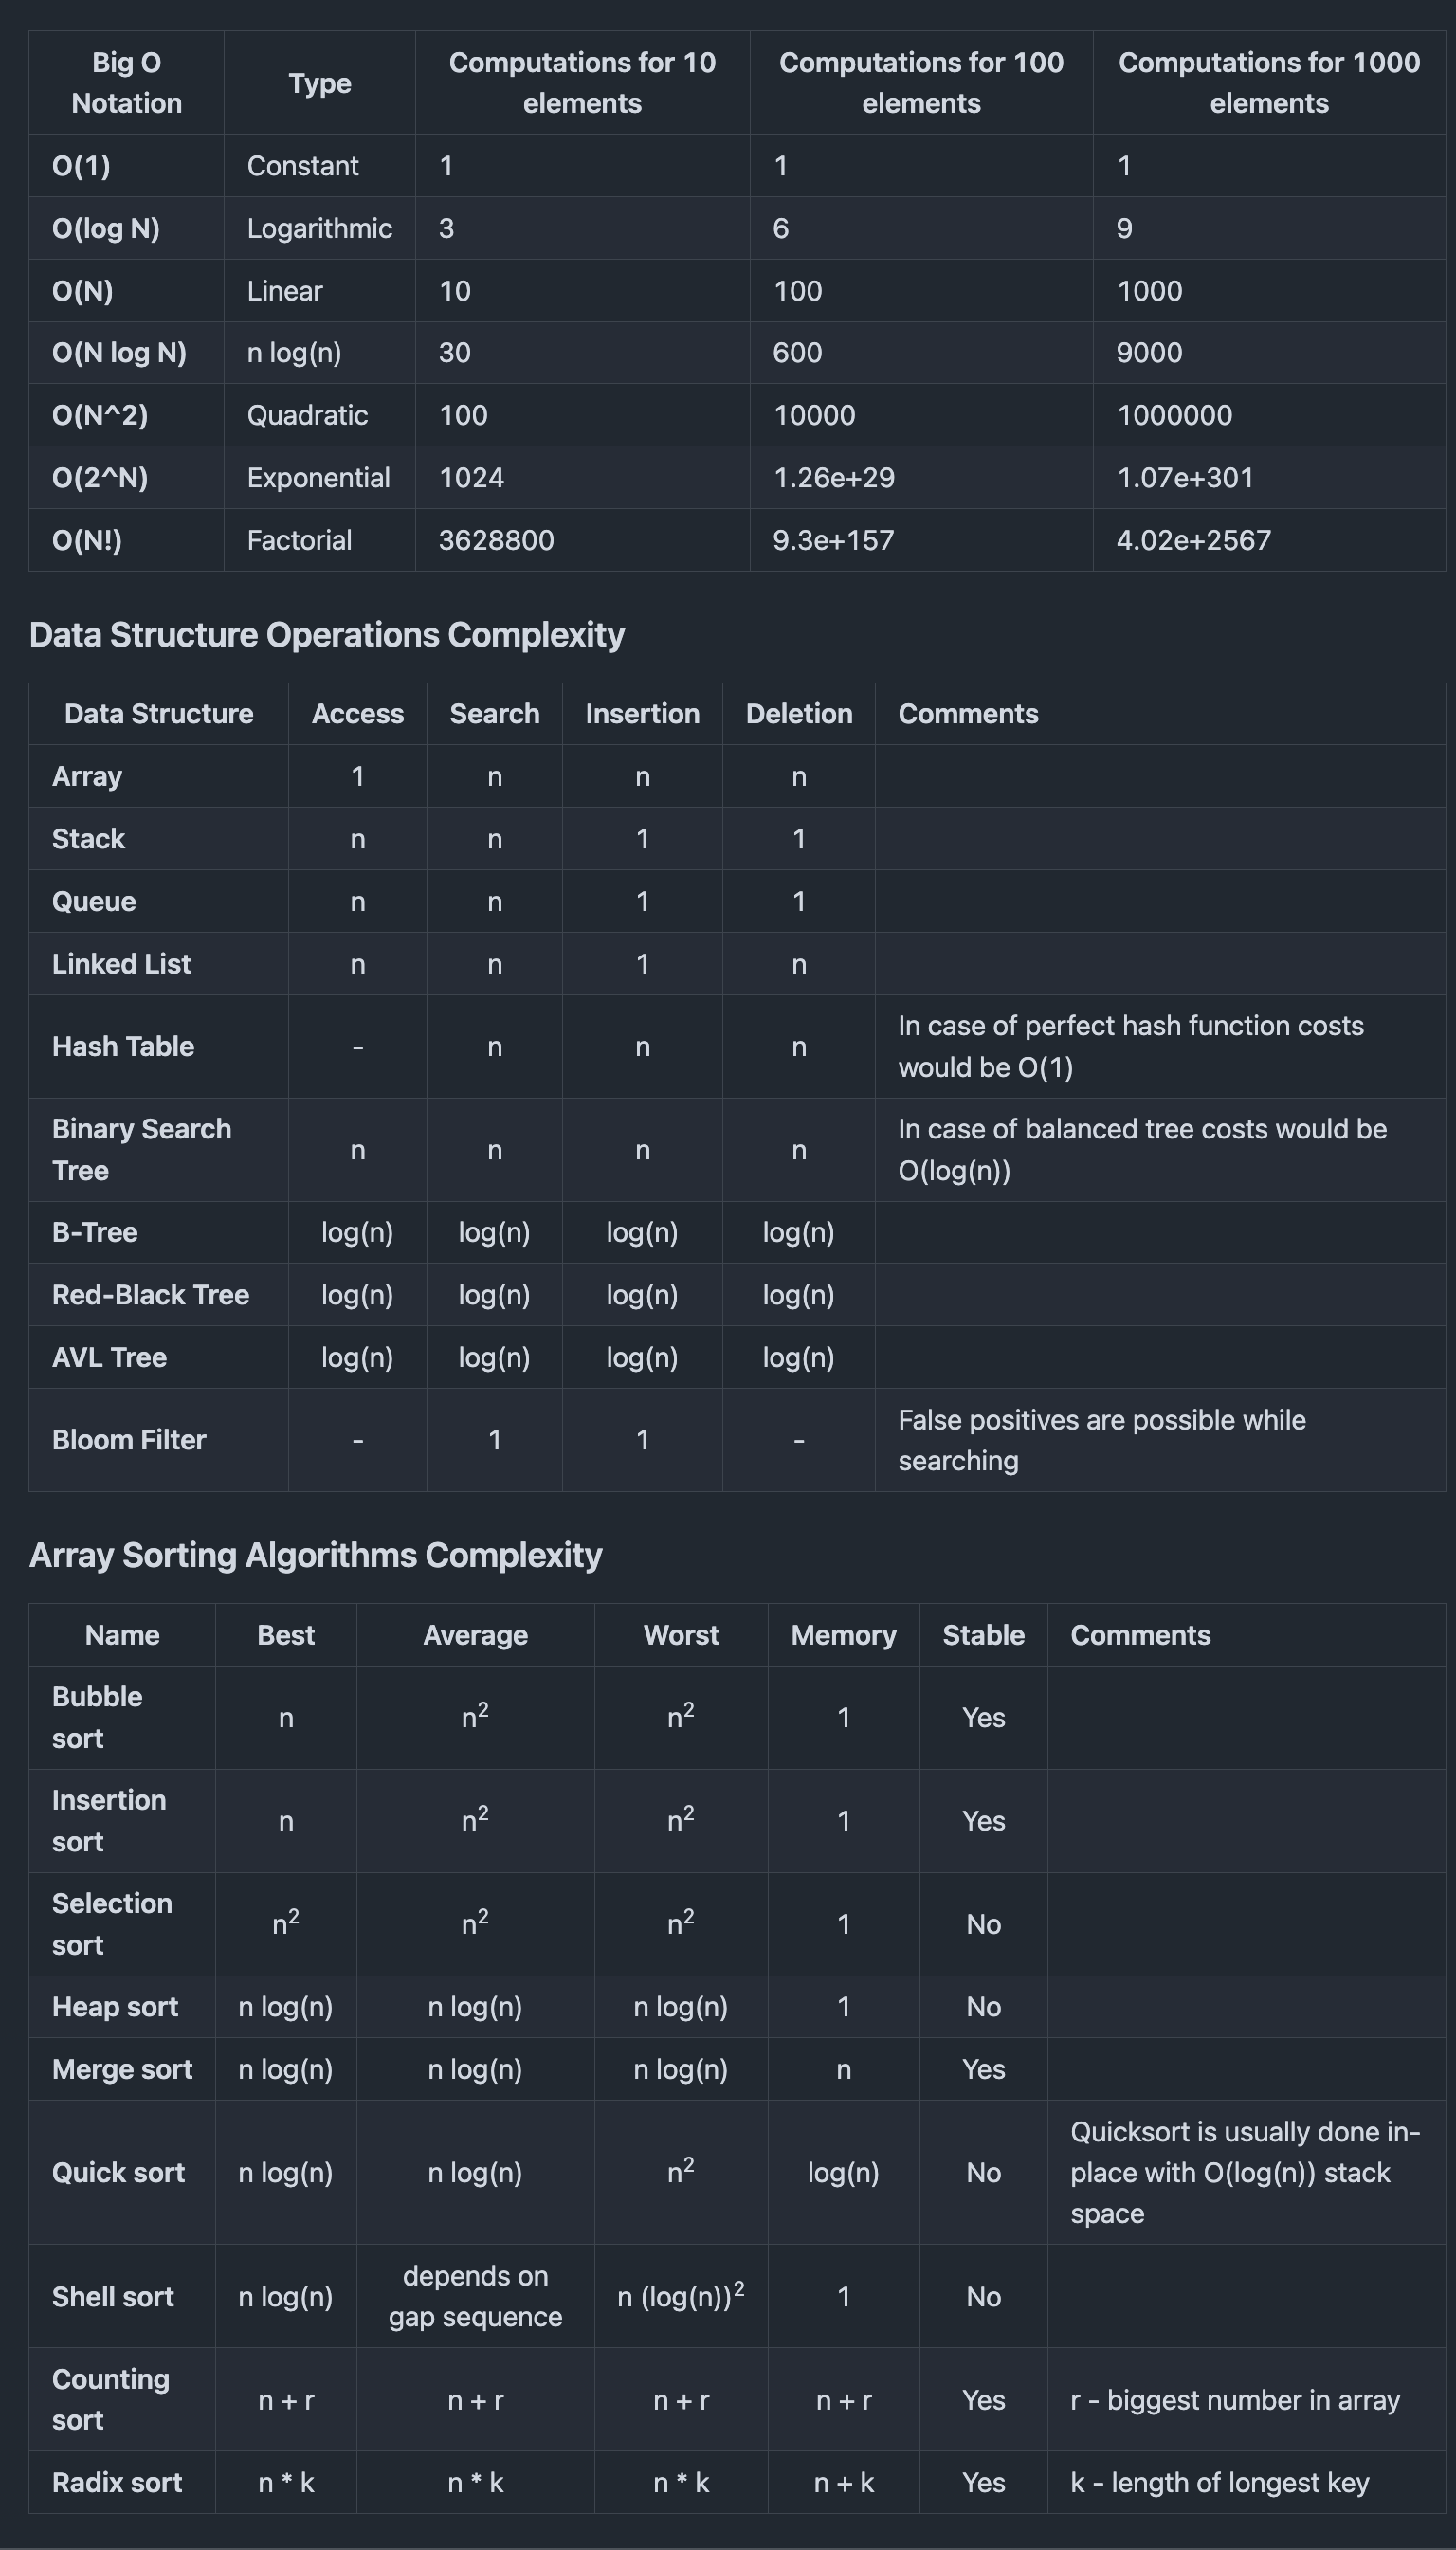 Big O Notation | Type | Computations for 10 elements | Computations for 100 elements | Computations for 1000 elements
O(1) | Constant | 1 | 1 | 1
O(log N) | Logarithmic | 3 | 6 | 9
O(N) | Linear | 10 | 100 | 1000
O(N log N) | n log(n) | 30 | 600 | 9000
O(N^2) | Quadratic | 100 | 10000 | 1000000
O(2^N) | Exponential | 1024 | 1.26e+29 | 1.07e+301
O(N!) | Factorial | 3628800 | 9.3e+157 | 4.02e+2567
Data Structure Operations Complexity
Data Structure | Access | Search | Insertion | Deletion | Comments
Array | 1 | n | n | n |
Stack | n | n | 1 | 1 |
Queue | n | n | 1 | 1 |
Linked List | n | n | 1 | n |
Hash Table | - | n | n | n | In case of perfect hash function costs would be O(1)
Binary Search Tree | n | n | n | n | In case of balanced tree costs would be O(log(n))
B-Tree | log(n) | log(n) | log(n) | log(n) |
Red-Black Tree | log(n) | log(n) | log(n) | log(n) |
AVL Tree | log(n) | log(n) | log(n) | log(n) |
Bloom Filter | - | 1 | 1 | - | False positives are possible while searching
Array Sorting Algorithms Complexity
Name | Best | Average | Worst | Memory | Stable | Comments
Bubble sort | n | n² | n² | 1 | Yes |
Insertion sort | n | n² | n² | 1 | Yes |
Selection sort | n² | n² | n² | 1 | No |
Heap sort | n log(n) | n log(n) | n log(n) | 1 | No |
Merge sort | n log(n) | n log(n) | n log(n) | n | Yes |
Quick sort | n log(n) | n log(n) | n² | log(n) | No | Quicksort is usually done in-place with O(log(n)) stack space
Shell sort | n log(n) | depends on gap sequence | n (log(n))² | 1 | No |
Counting sort | n + r | n + r | n + r | n + r | Yes | r - biggest number in array
Radix sort | n * k | n * k | n * k | n + k | Yes | k - length of longest key